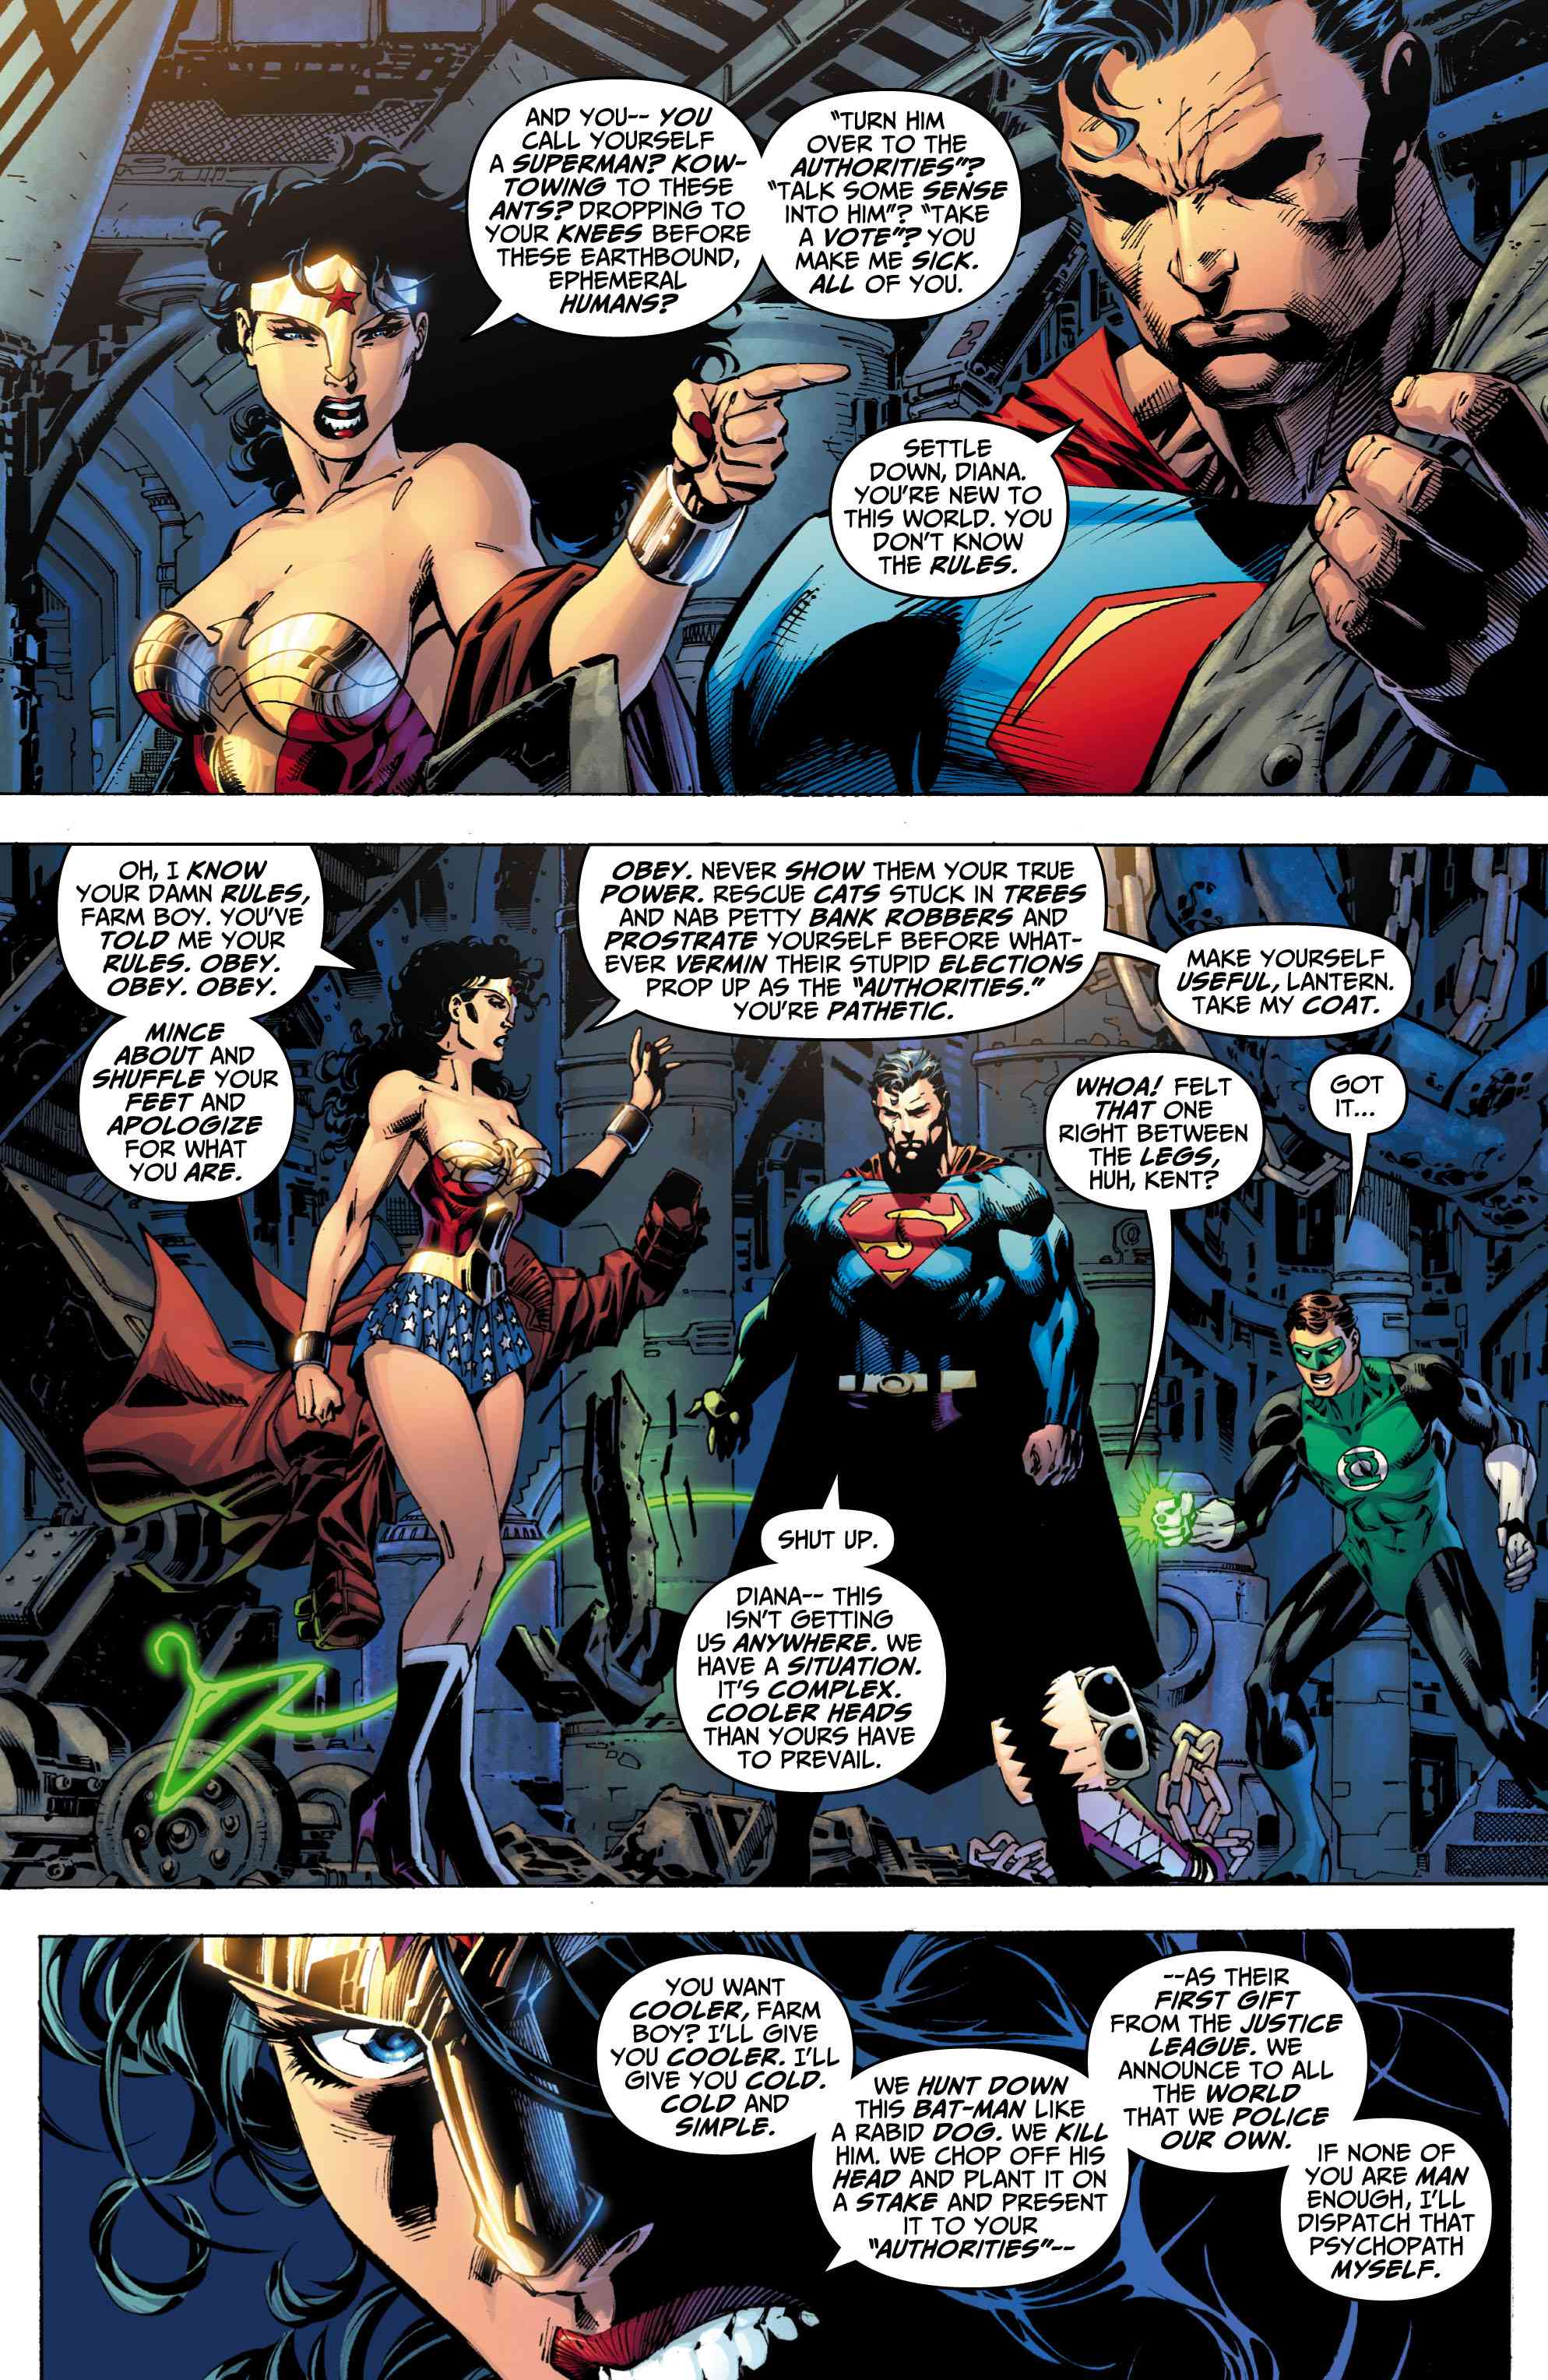 AND YOU-- YOU
CALL YOURSELF
A SUPERMAN? KOW-
TOWING TO THESE
ANTS? DROPPING TO
YOUR KNEES BEFORE
THESE EARTHBOUND,
EPHEMERAL
HUMANS?
"TURN HIM
OVER TO THE
AUTHORITIES"?
"TALK SOME SENSE
INTO HIM"? "TAKE
A VOTE"? YOU
MAKE ME SICK.
ALL OF YOU.
SETTLE
DOWN, DIANA.
YOU'RE NEW TO
THIS WORLD. YOU
DON'T KNOW
THE RULES.
OH, I KNOW
YOUR DAMN RULES,
FARM BOY. YOU'VE
TOLD ME YOUR
RULES. OBEY.
OBEY. OBEY.
MINCE
ABOUT AND
SHUFFLE YOUR
FEET AND
APOLOGIZE
FOR WHAT
YOU ARE.
OBEY. NEVER SHOW THEM YOUR TRUE
POWER. RESCUE CATS STUCK IN TREES
AND NAB PETTY BANK ROBBERS AND
PROSTRATE YOURSELF BEFORE WHAT-
EVER VERMIN THEIR STUPID ELECTIONS
PROP UP AS THE "AUTHORITIES."
YOU'RE PATHETIC.
MAKE YOURSELF
USEFUL, LANTERN.
TAKE MY COAT.
WHOA! FELT
THAT ONE
RIGHT BETWEEN
THE LEGS,
HUH, KENT?
GOT
IT...
SHUT UP.
DIANA-- THIS
ISN'T GETTING
US ANYWHERE. WE
HAVE A SITUATION.
IT'S COMPLEX.
COOLER HEADS
THAN YOURS HAVE
TO PREVAIL.
YOU WANT
COOLER, FARM
BOY? I'LL GIVE
YOU COOLER. I'LL
GIVE YOU COLD.
COLD AND
SIMPLE.
WE HUNT DOWN
THIS BAT-MAN LIKE
A RABID DOG. WE KILL
HIM. WE CHOP OFF HIS
HEAD AND PLANT IT ON
A STAKE AND PRESENT
IT TO YOUR
"AUTHORITIES"--
--AS THEIR
FIRST GIFT
FROM THE JUSTICE
LEAGUE. WE
ANNOUNCE TO ALL
THE WORLD
THAT WE POLICE
OUR OWN.
IF NONE OF
YOU ARE MAN
ENOUGH, I'LL
DISPATCH THAT
PSYCHOPATH
MYSELF.